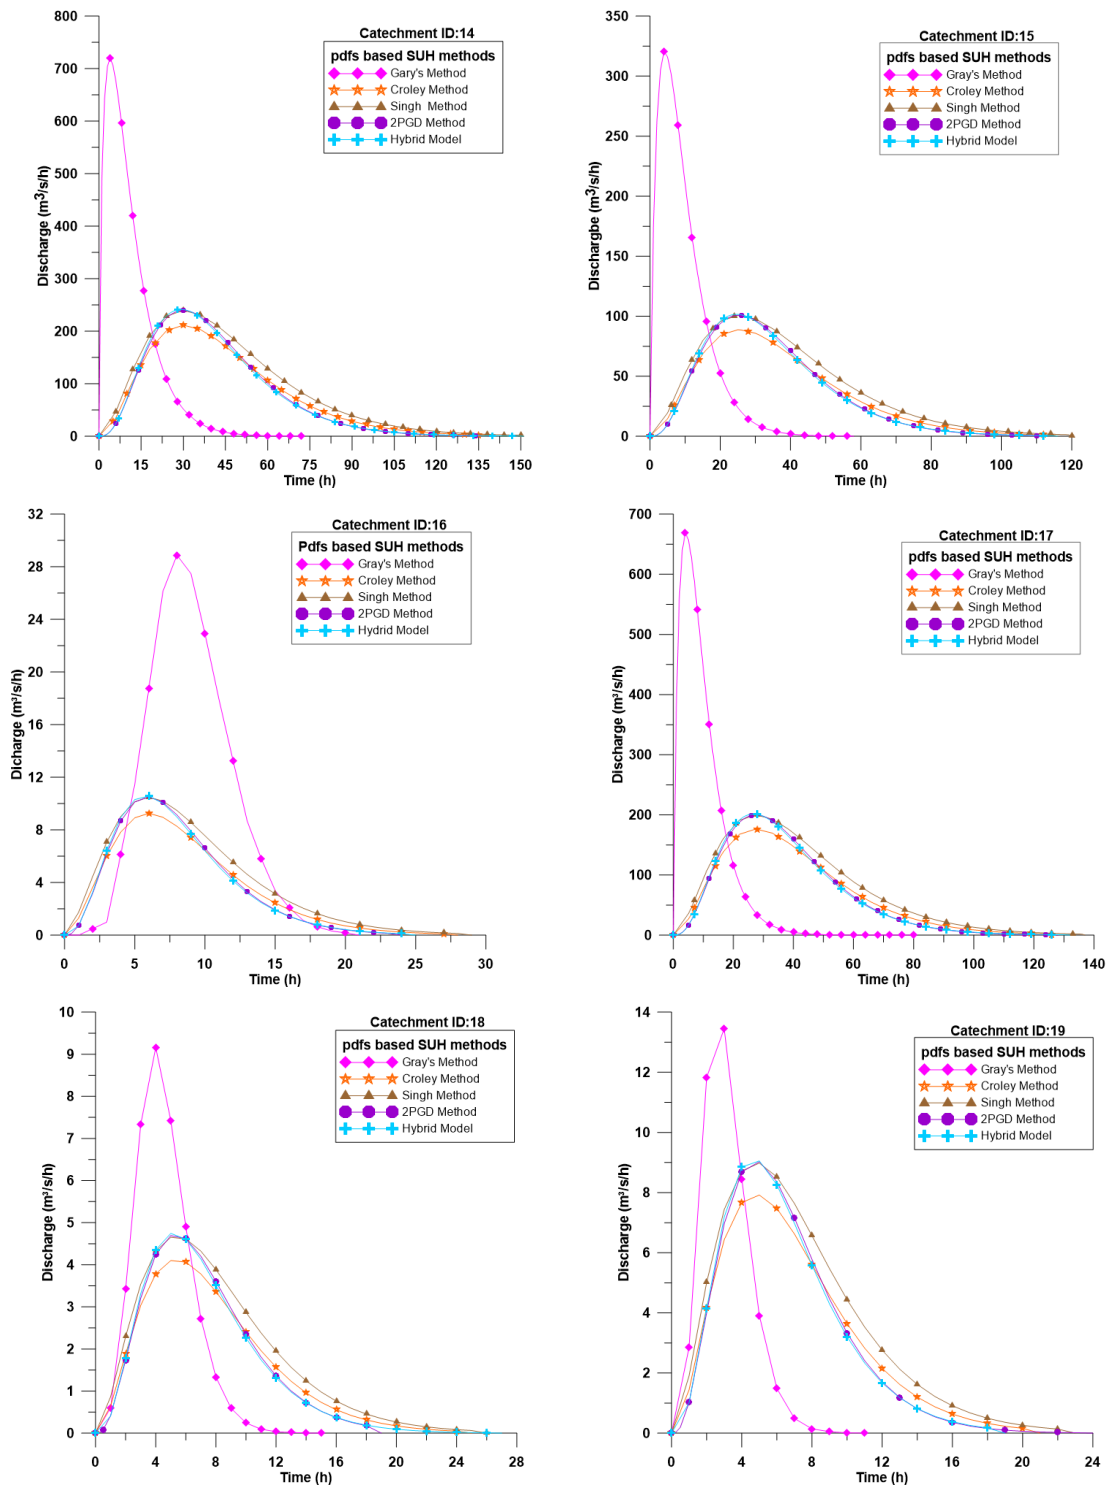 Catechment ID:14
pdfs based SUH methods
Gary's Method
Croley Method
Singh Method
2PGD Method
Hybrid Model
800
700
600
500
400
300
200
100
0
Discharge (m3/s/h)
0 15 30 45 60 75 90 105 120 135 150
Time (h)
Catechment ID:15
pdfs based SUH methods
Gray's Method
Croley Method
Singh Method
2PGD Method
Hybrid Model
350
300
250
200
150
100
50
0
Dischargbe (m3/s/h)
0 20 40 60 80 100 120
Time (h)
Catechment ID:16
Pdfs based SUH methods
Gray's Method
Croley Method
Singh Method
2PGD Method
Hydrid Model
32
28
24
20
16
12
8
4
0
Dicharge (m³/s/h)
0 5 10 15 20 25 30
Time (h)
Catechment ID:17
pdfs based SUH methods
Gray's Method
Croley Method
Singh Method
2PGD Method
Hybrid Model
700
600
500
400
300
200
100
0
Discharge (m³/s/h)
0 20 40 60 80 100 120 140
Time (h)
Catechment ID:18
pdfs based SUH methods
Gray's Method
Croley Method
Singh Method
2PGD Method
Hybrid Model
10
9
8
7
6
5
4
3
2
1
0
Discharge (m³/s/h)
0 4 8 12 16 20 24 28
Time (h)
Catechment ID:19
pdfs based SUH methods
Gray's Method
Croley Method
Singh Method
2PGD Method
Hybrid Model
14
12
10
8
6
4
2
0
Discharge (m³/s/h)
0 4 8 12 16 20 24
Time (h)